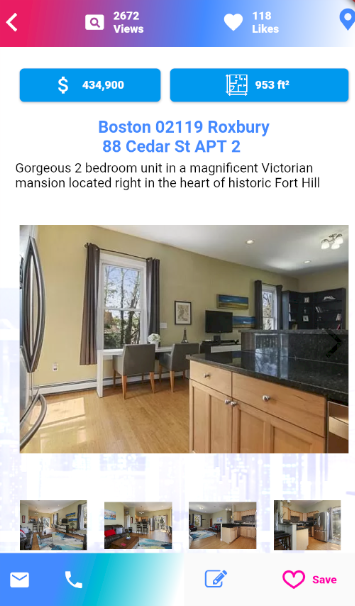 2672
Views
118
Likes
$ 434,900
953 ft²
Boston 02119 Roxbury
88 Cedar St APT 2
Gorgeous 2 bedroom unit in a magnificent Victorian
mansion located right in the heart of historic Fort Hill
Save